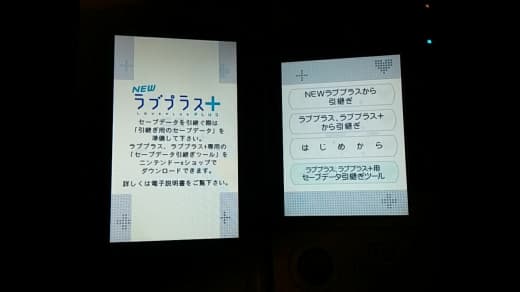 NEW
ラブプラス+
LOVEPLUS PLUS
セーブデータを引継ぐ際は
「引継ぎ用のセーブデータ」を
準備して下さい。
ラブプラス、ラブプラス+専用の
「セーブデータ引継ぎツール」を
ニンテンドーeショップで
ダウンロードできます。
詳しくは電子説明書をご覧下さい。
NEWラブプラスから
引継ぎ
ラブプラス、ラブプラス+
から引継ぎ
はじめから
ラブプラス、ラブプラス+用
セーブデータ引継ぎツール